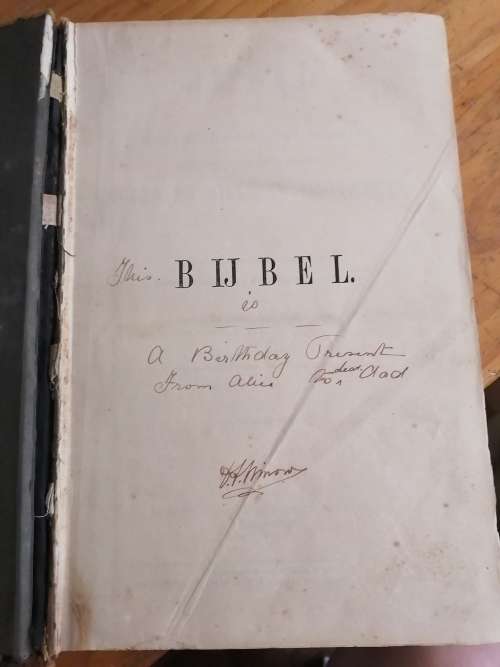 This BIJBEL.
is
A Birthday Present
From Alice to dear Dad